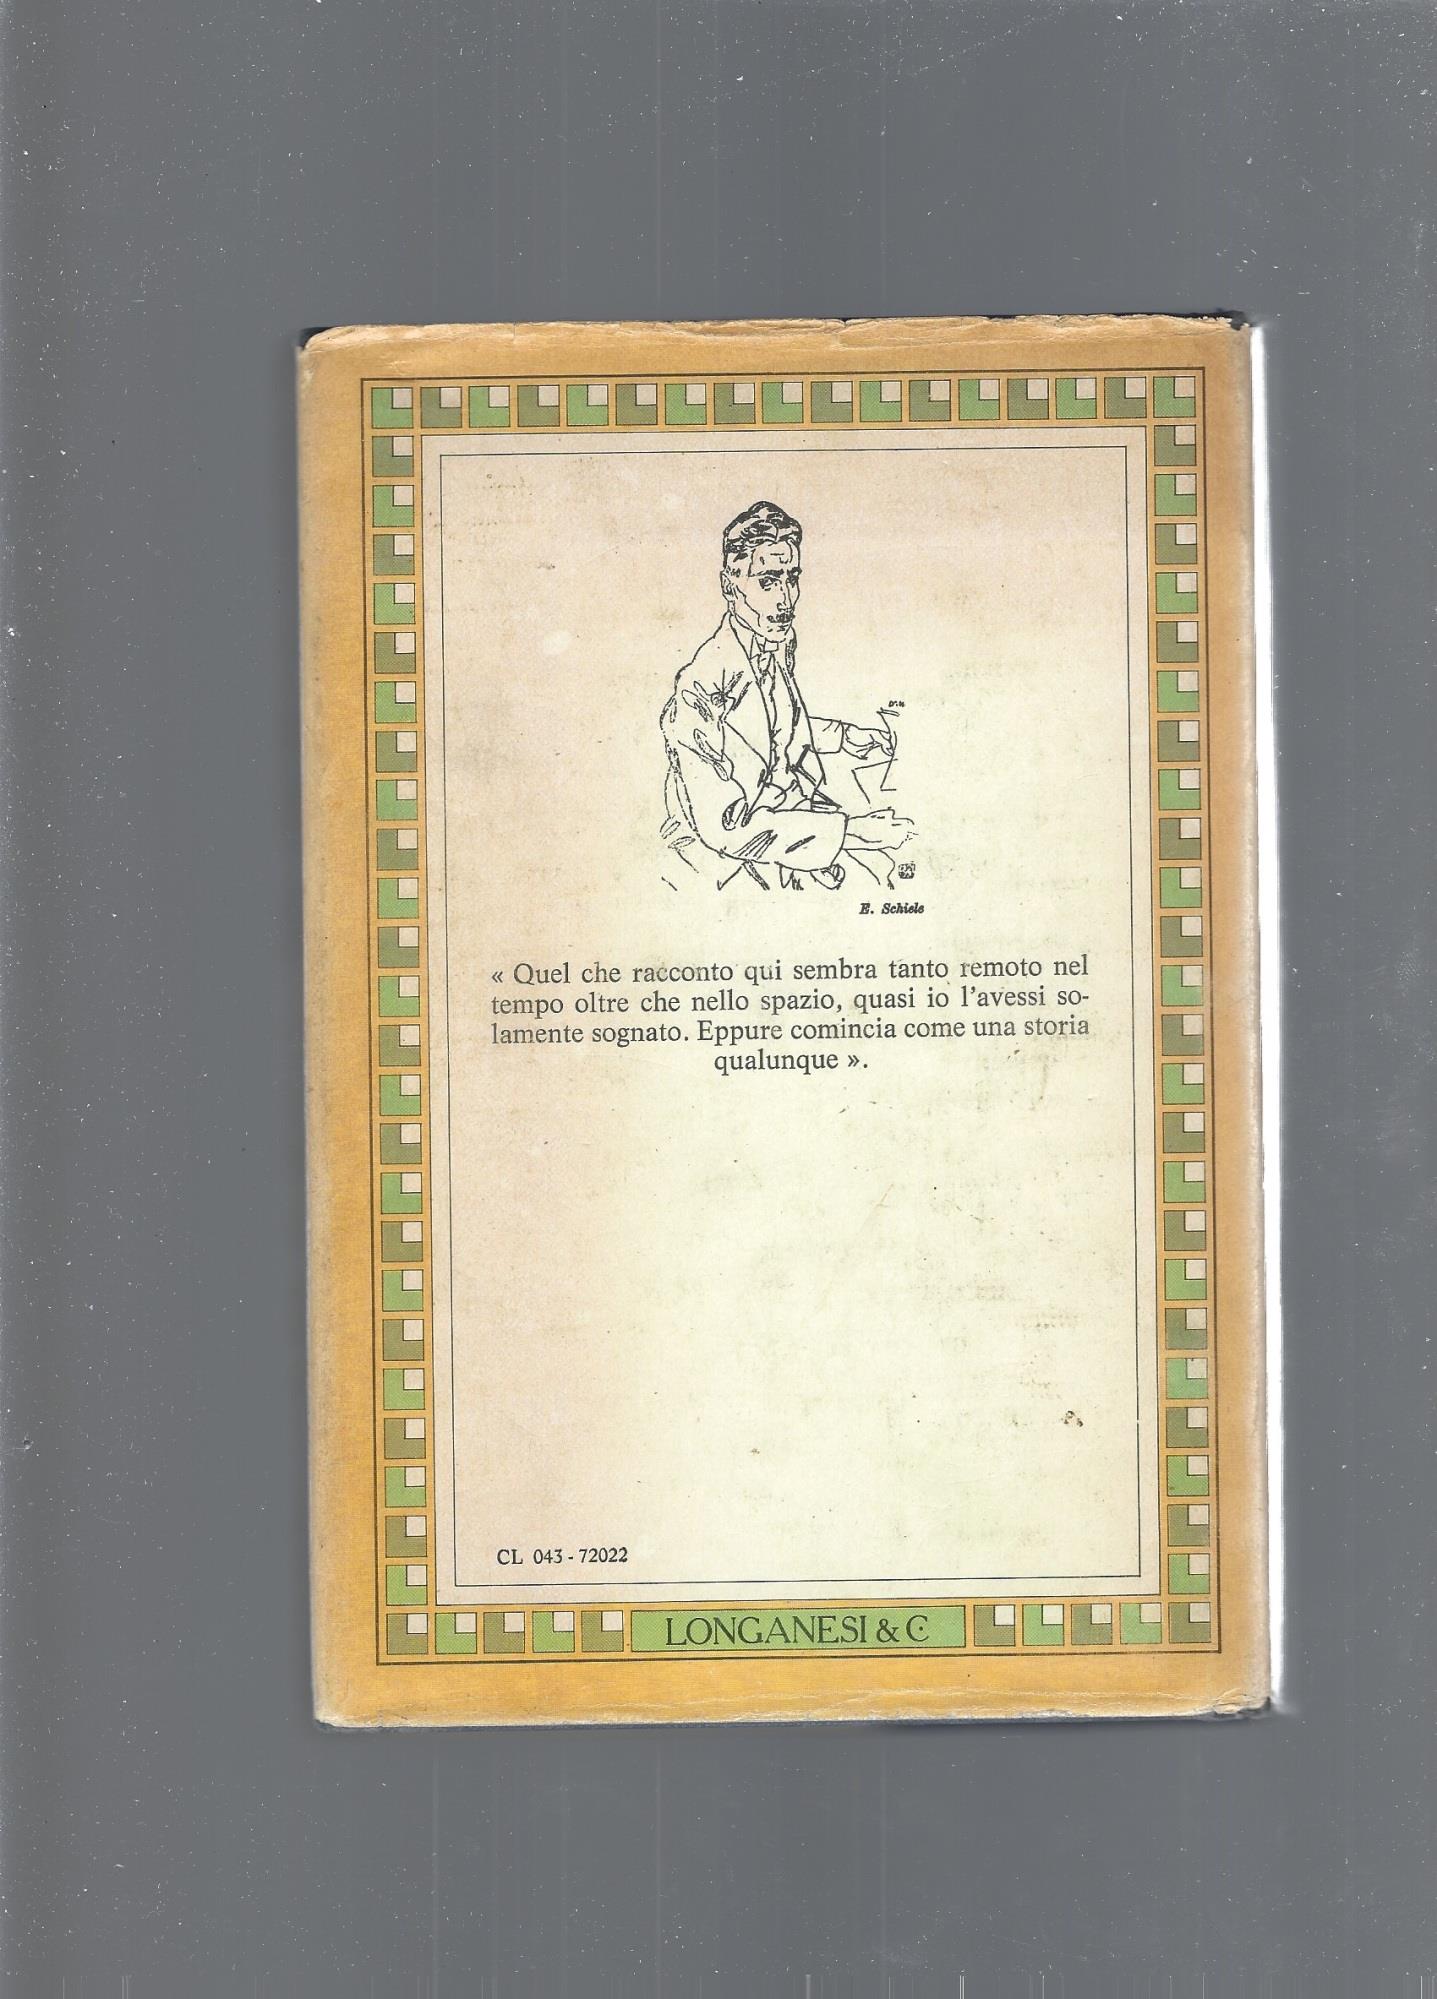 E. Schiele
« Quel che racconto qui sembra tanto remoto nel
tempo oltre che nello spazio, quasi io l'avessi so-
lamente sognato. Eppure comincia come una storia
qualunque ».
CL 043 - 72022
LONGANESI & C.